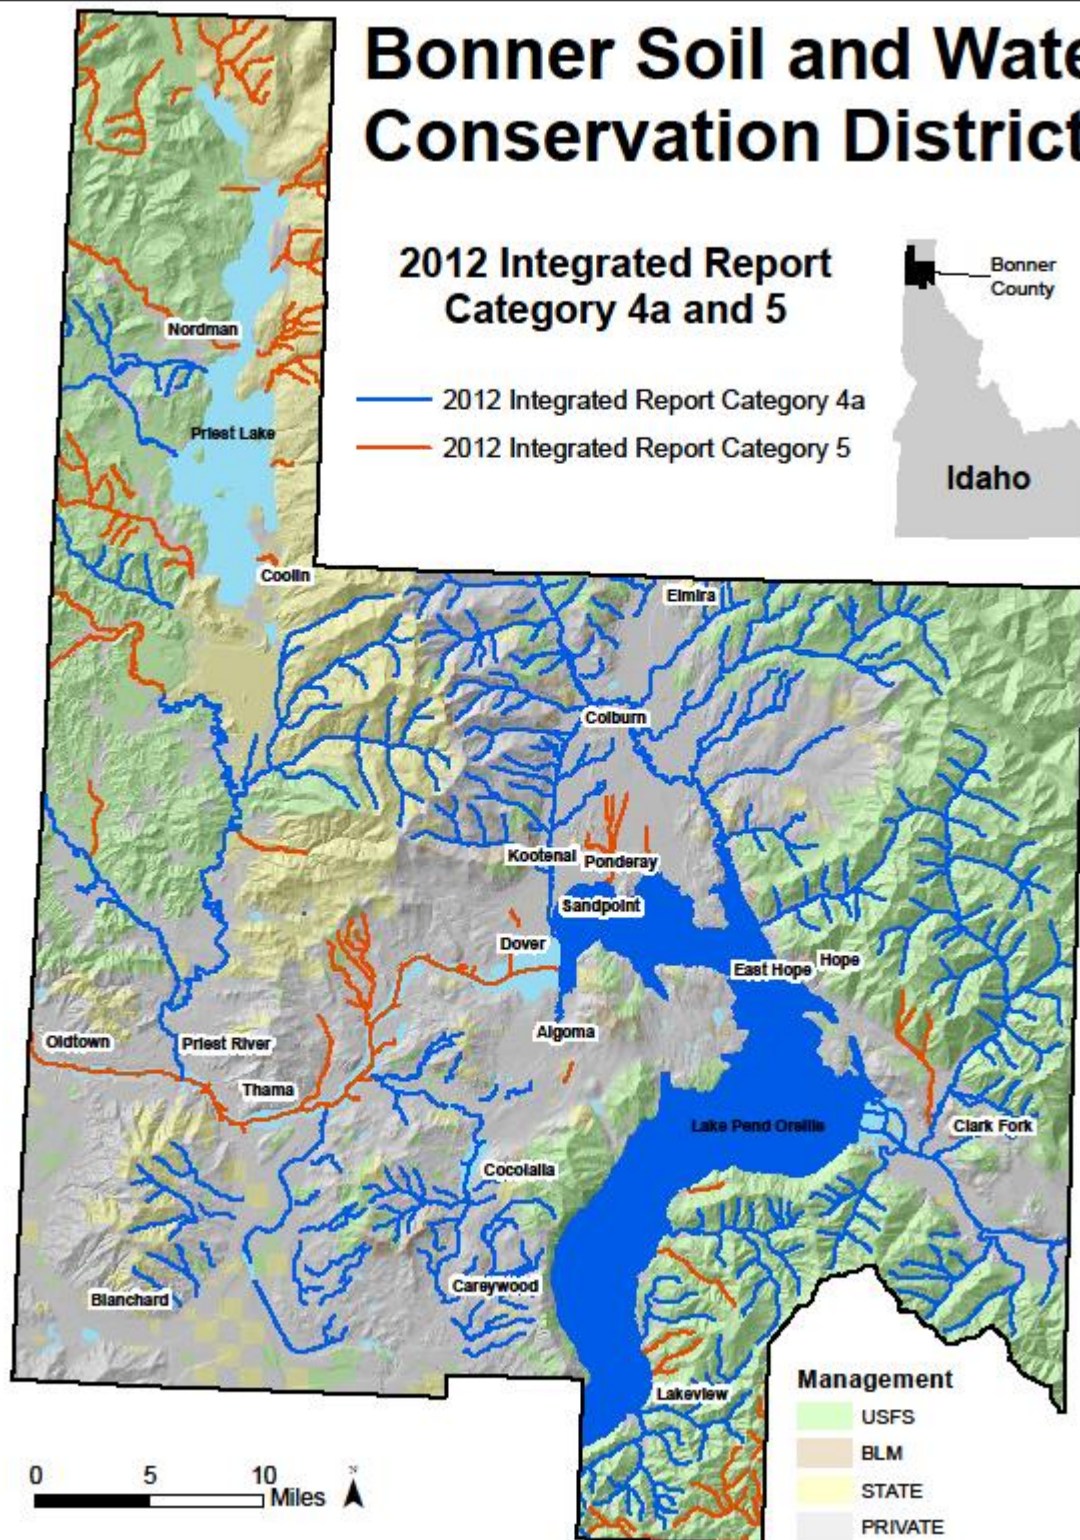 Bonner Soil and Wate
Conservation District
2012 Integrated Report
Category 4a and 5
Bonner
County
2012 Integrated Report Category 4a
2012 Integrated Report Category 5
Idaho
Nordman
Priest Lake
Coolin
Elmira
Colburn
Kootenai
Ponderay
Sandpoint
Dover
East Hope
Hope
Algoma
Oldtown
Priest River
Thama
Lake Pend Oreille
Clark Fork
Cocolalla
Careywood
Blanchard
Lakeview
Management
USFS
BLM
STATE
PRIVATE
0 5 10
Miles
N